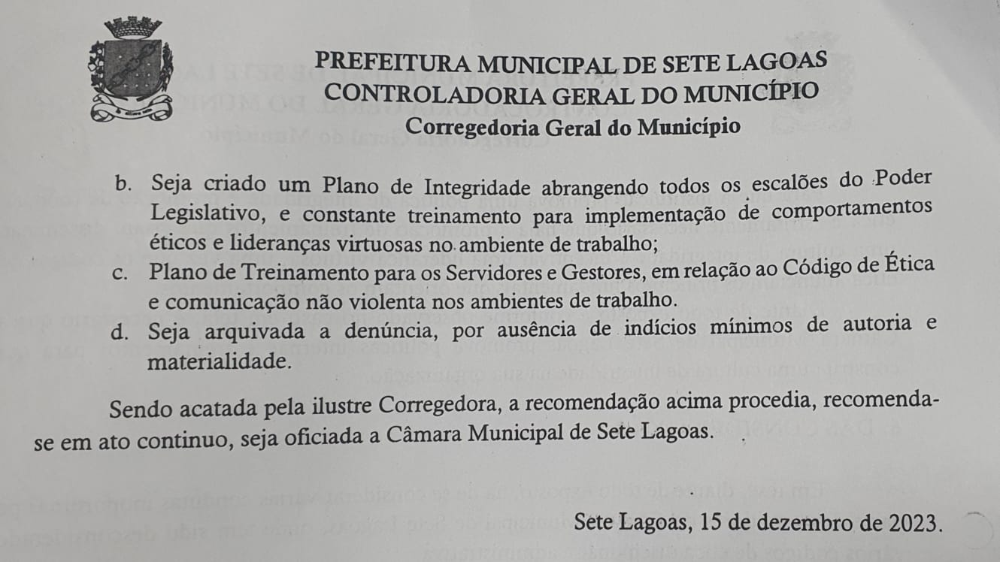 PREFEITURA MUNICIPAL DE SETE LAGOAS
CONTROLADORIA GERAL DO MUNICÍPIO
Corregedoria Geral do Município
b. Seja criado um Plano de Integridade abrangendo todos os escalões do Poder
Legislativo, e constante treinamento para implementação de comportamentos
éticos e lideranças virtuosas no ambiente de trabalho;
c. Plano de Treinamento para os Servidores e Gestores, em relação ao Código de Ética
e comunicação não violenta nos ambientes de trabalho.
d. Seja arquivada a denúncia, por ausência de indícios mínimos de autoria e
materialidade.
Sendo acatada pela ilustre Corregedora, a recomendação acima procedia, recomenda-
se em ato continuo, seja oficiada a Câmara Municipal de Sete Lagoas.
Sete Lagoas, 15 de dezembro de 2023.